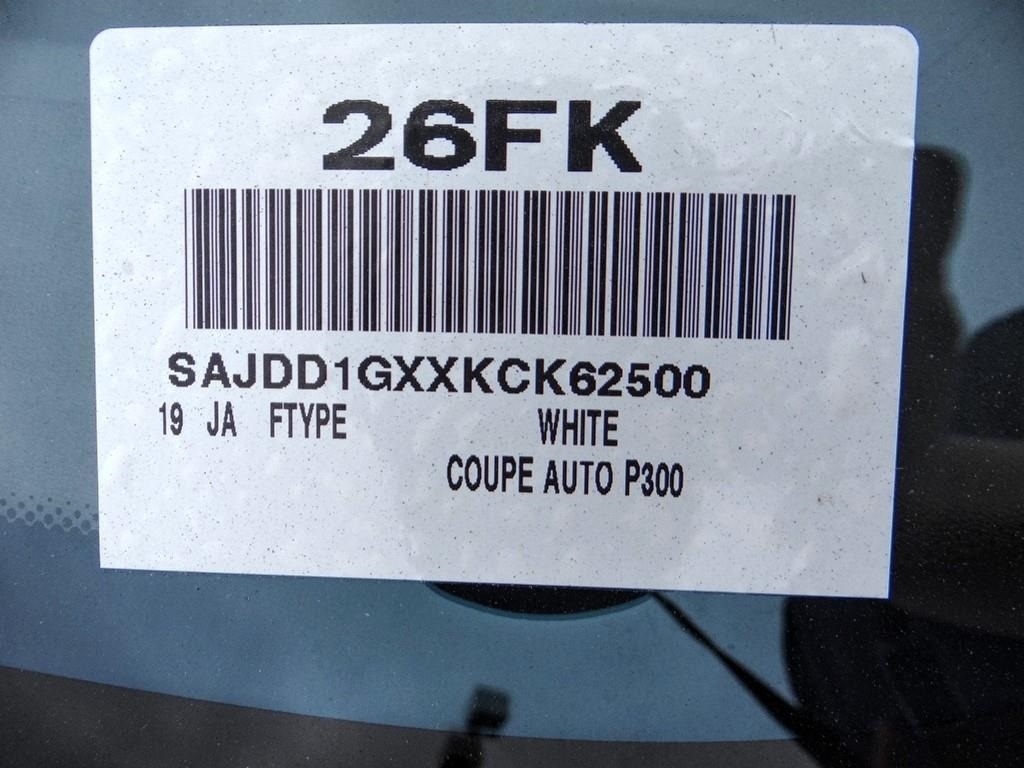 26FK
SAJDD1GXXKCK62500
19 JA FTYPE WHITE
COUPE AUTO P300